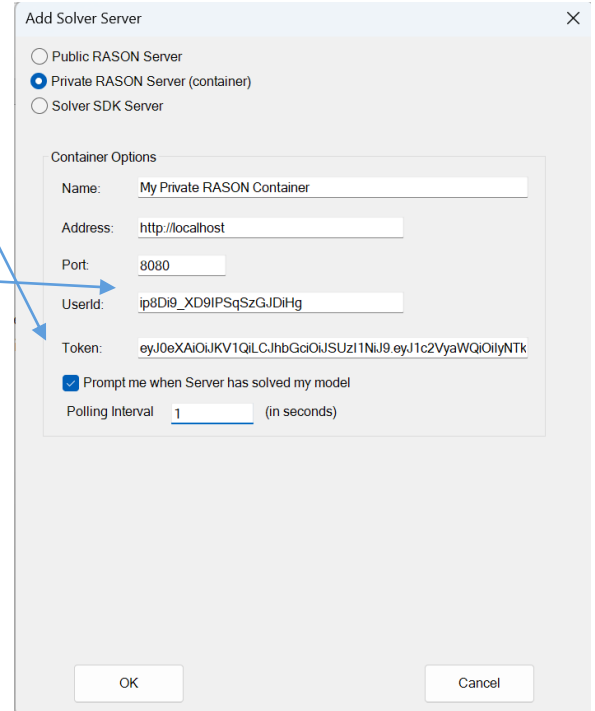 Add Solver Server
Public RASON Server
Private RASON Server (container)
Solver SDK Server
Container Options
Name: My Private RASON Container
Address: http://localhost
Port: 8080
UserId: ip8Di9_XD9IPSqSzGJDiHg
Token: eyJ0eXAiOiJKV1QiLCJhbGciOiJSUzI1NiJ9.eyJ1c2VyaWQiOiIyNTk
Prompt me when Server has solved my model
Polling Interval 1 (in seconds)
OK Cancel